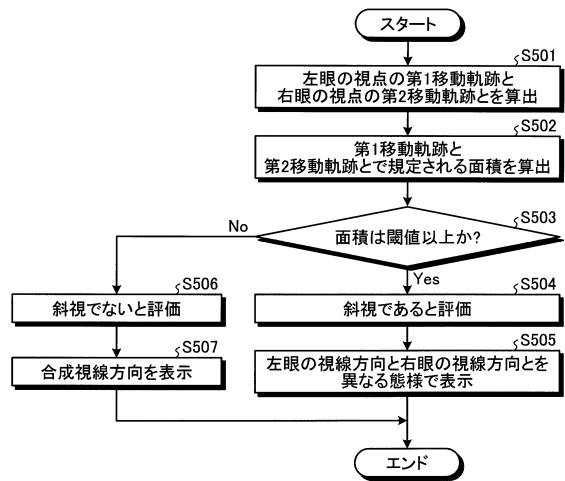 スタート
S501
左眼の視点の第1移動軌跡と
右眼の視点の第2移動軌跡とを算出
S502
第1移動軌跡と
第2移動軌跡とで規定される面積を算出
S503
面積は閾値以上か?
No
Yes
S506
斜視でないと評価
S504
斜視であると評価
S507
合成視線方向を表示
S505
左眼の視線方向と右眼の視線方向とを
異なる態様で表示
エンド